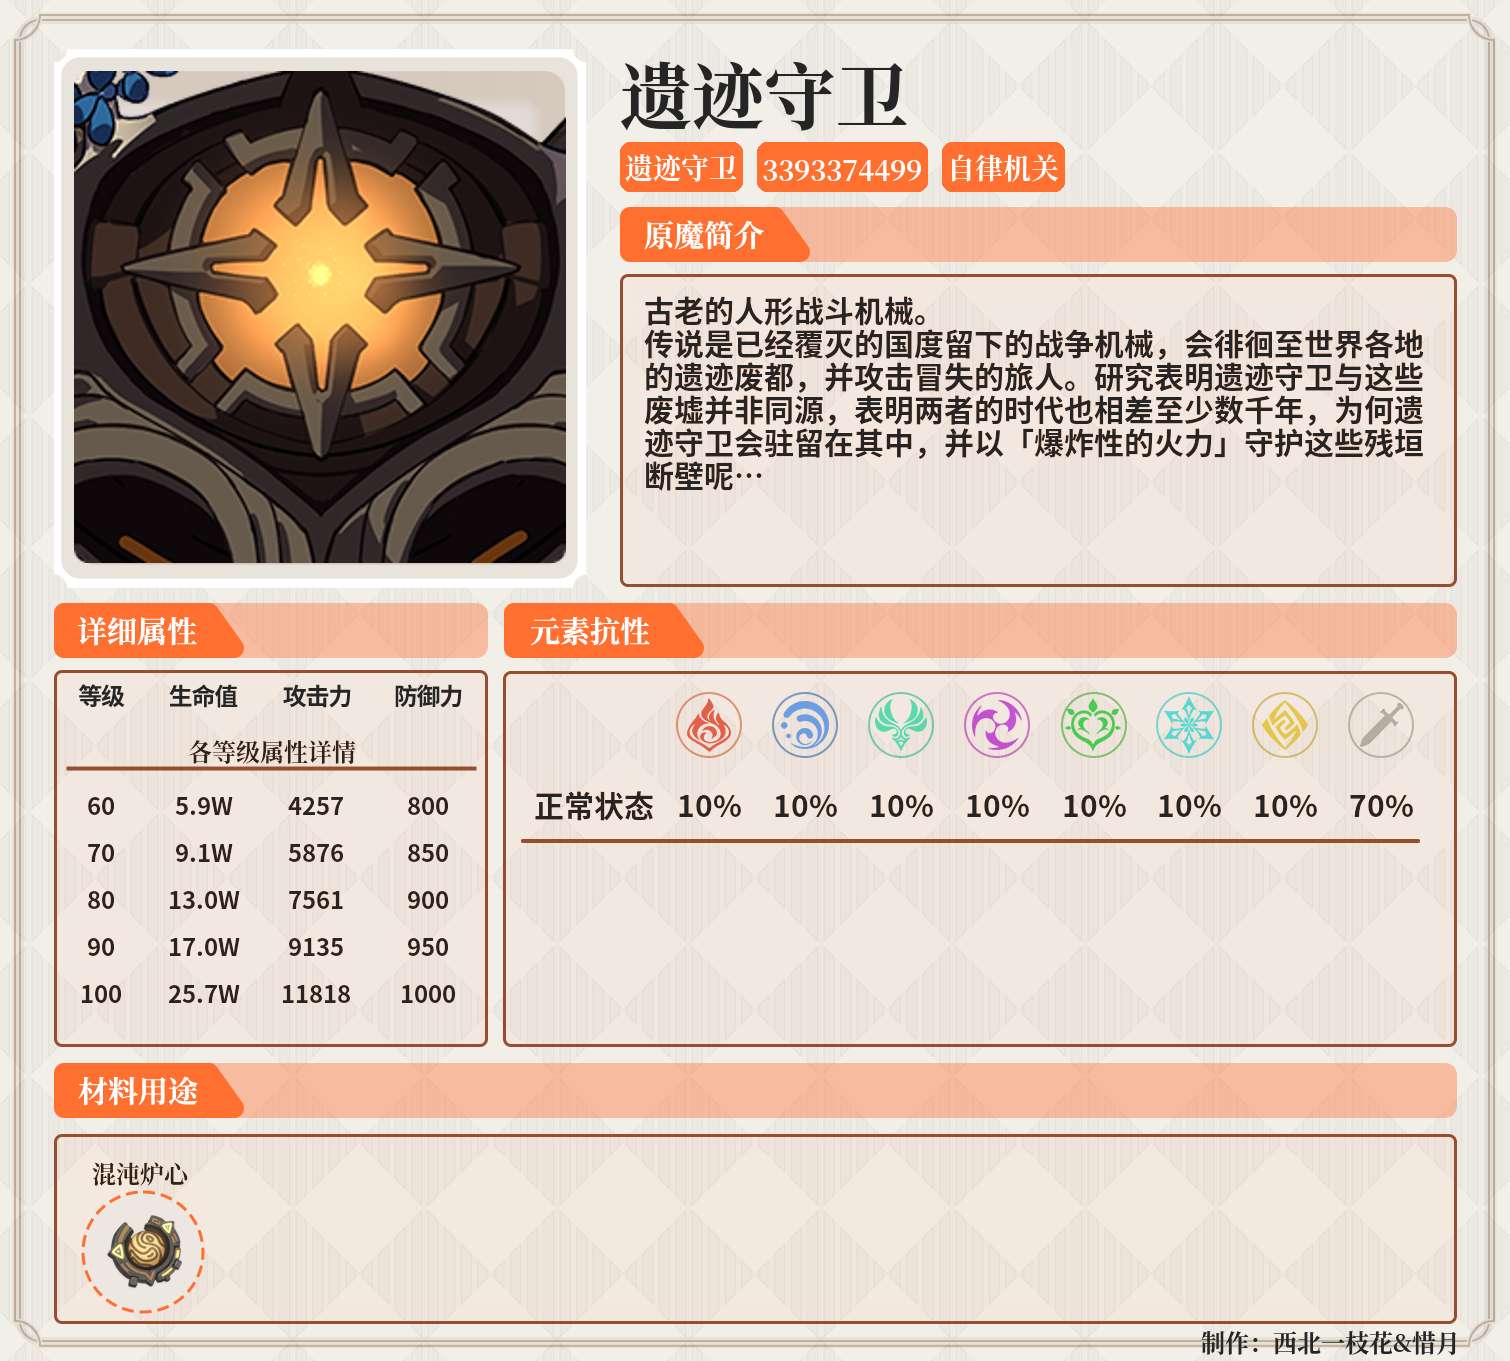 遗迹守卫
遗迹守卫 3393374499 自律机关
原魔简介
古老的人形战斗机械。
传说是已经覆灭的国度留下的战争机械，会徘徊至世界各地
的遗迹废都，并攻击冒失的旅人。研究表明遗迹守卫与这些
废墟并非同源，表明两者的时代也相差至少数千年，为何遗
迹守卫会驻留在其中，并以「爆炸性的火力」守护这些残垣
断壁呢…
详细属性
等级 生命值 攻击力 防御力
各等级属性详情
60 5.9W 4257 800
70 9.1W 5876 850
80 13.0W 7561 900
90 17.0W 9135 950
100 25.7W 11818 1000
元素抗性
正常状态 10% 10% 10% 10% 10% 10% 10% 70%
材料用途
混沌炉心
制作：西北一枝花&惜月